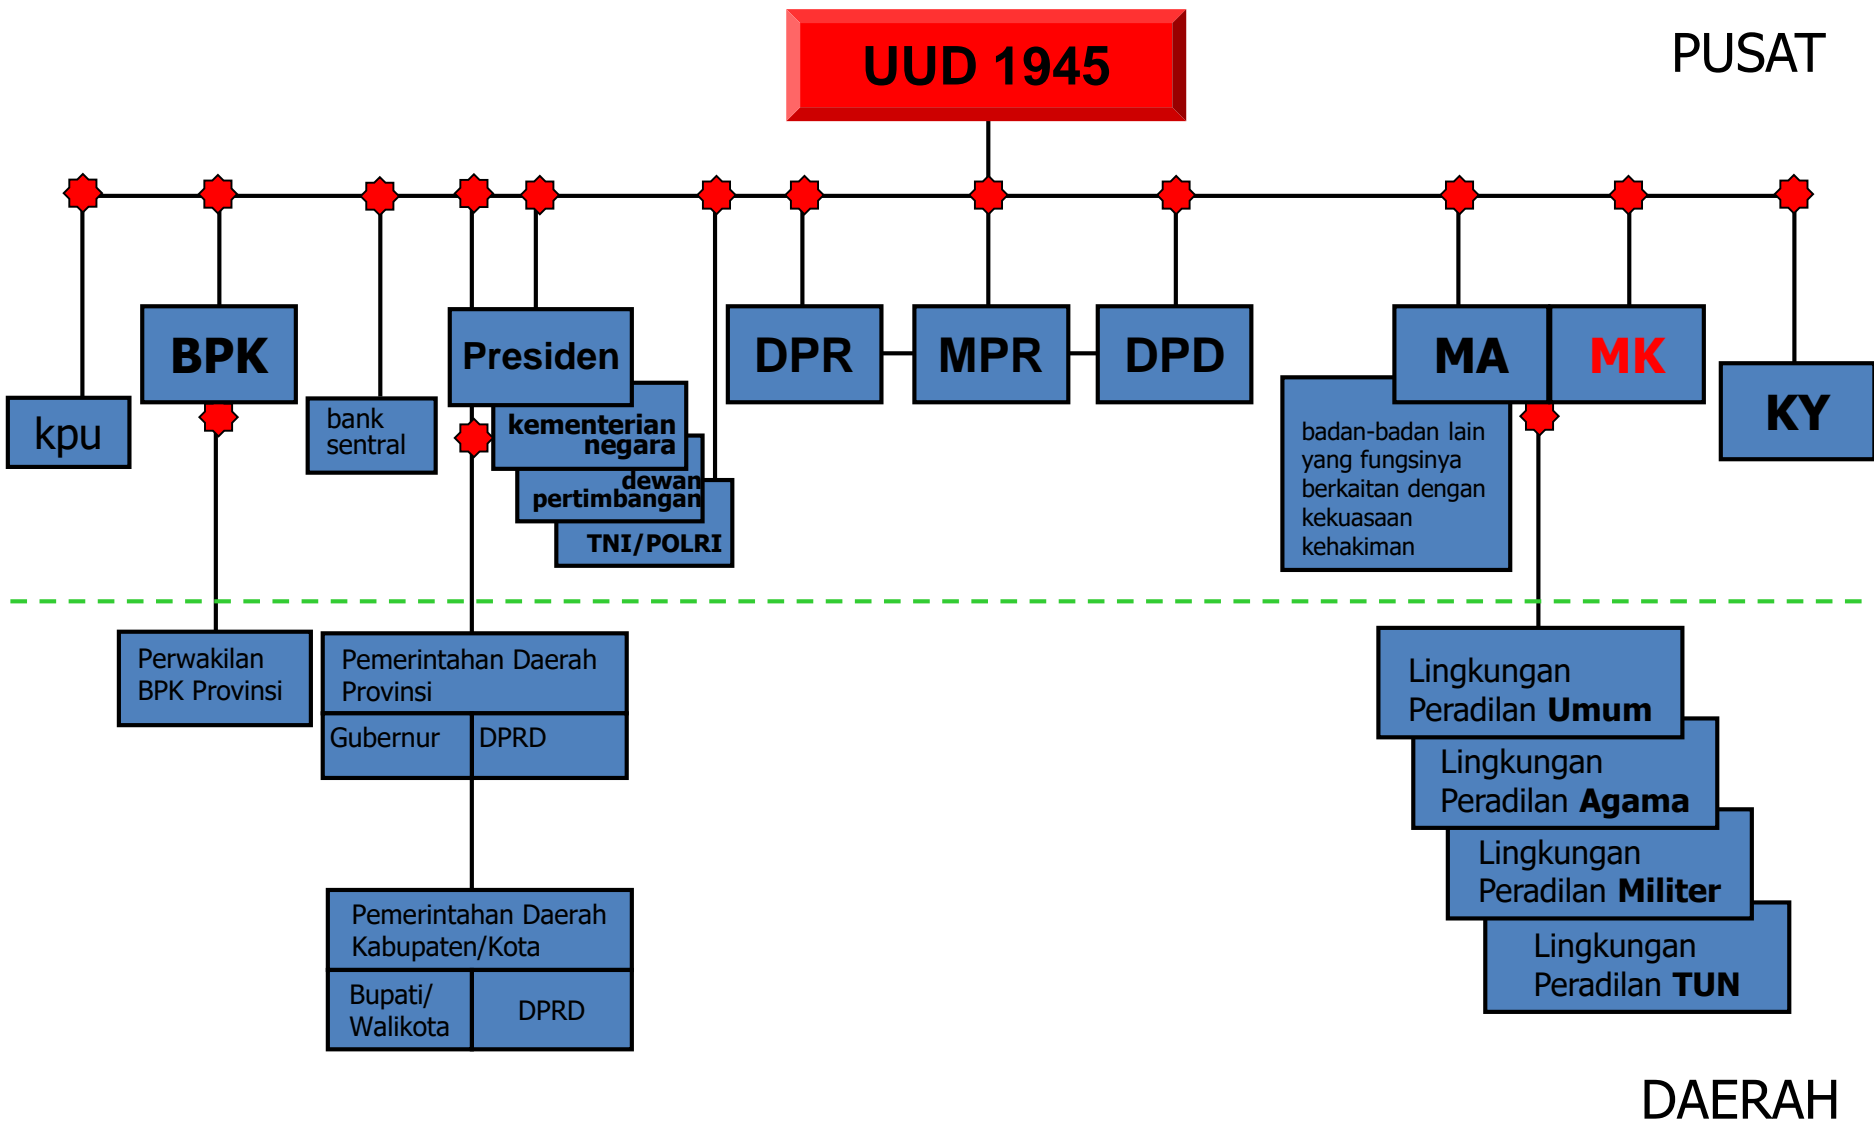 UUD 1945
PUSAT
kpu
BPK
bank
sentral
Presiden
kementerian
negara
dewan
pertimbangan
TNI/POLRI
DPR
MPR
DPD
MA
MK
KY
badan-badan lain
yang fungsinya
berkaitan dengan
kekuasaan
kehakiman
Perwakilan
BPK Provinsi
Pemerintahan Daerah
Provinsi
Gubernur
DPRD
Pemerintahan Daerah
Kabupaten/Kota
Bupati/
Walikota
DPRD
Lingkungan
Peradilan Umum
Lingkungan
Peradilan Agama
Lingkungan
Peradilan Militer
Lingkungan
Peradilan TUN
DAERAH